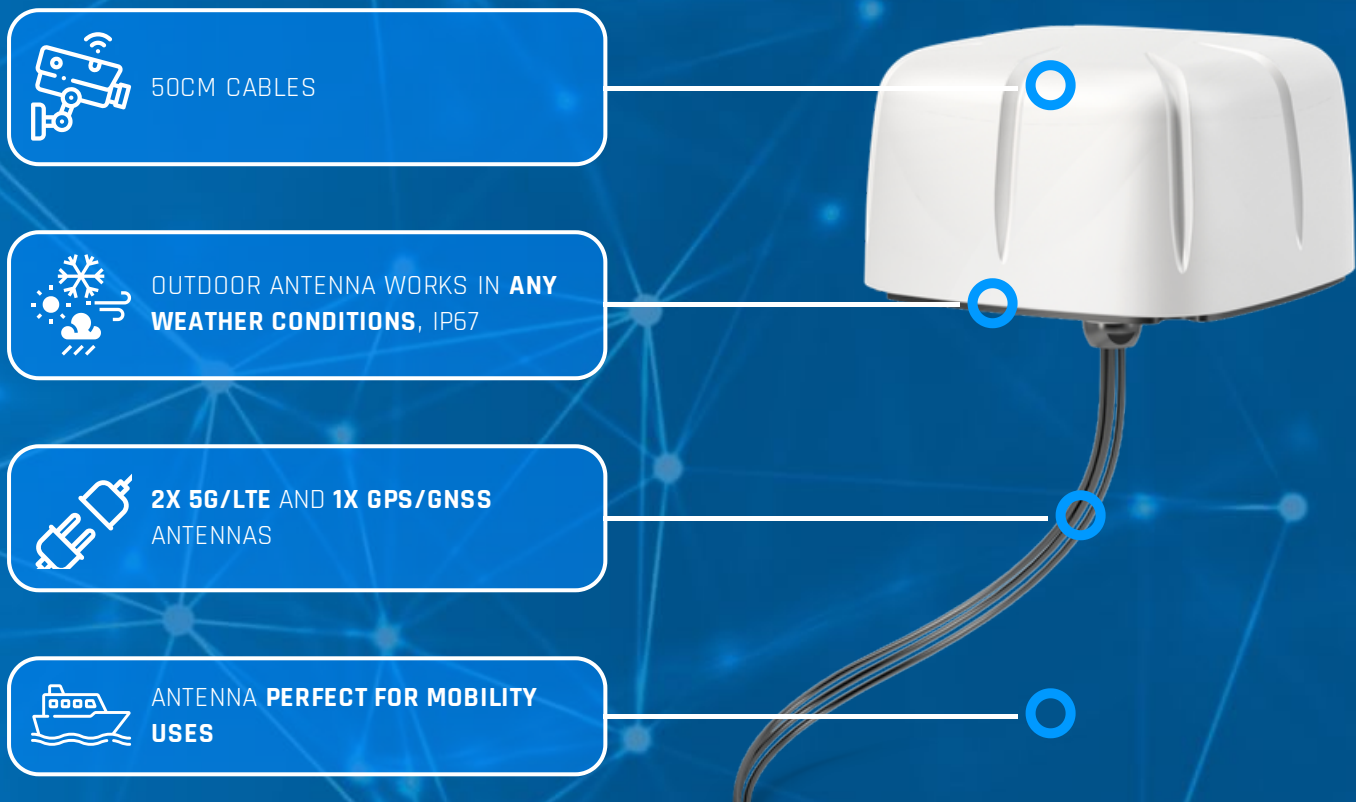 50CM CABLES
OUTDOOR ANTENNA WORKS IN ANY
WEATHER CONDITIONS, IP67
2X 5G/LTE AND 1X GPS/GNSS
ANTENNAS
ANTENNA PERFECT FOR MOBILITY
USES